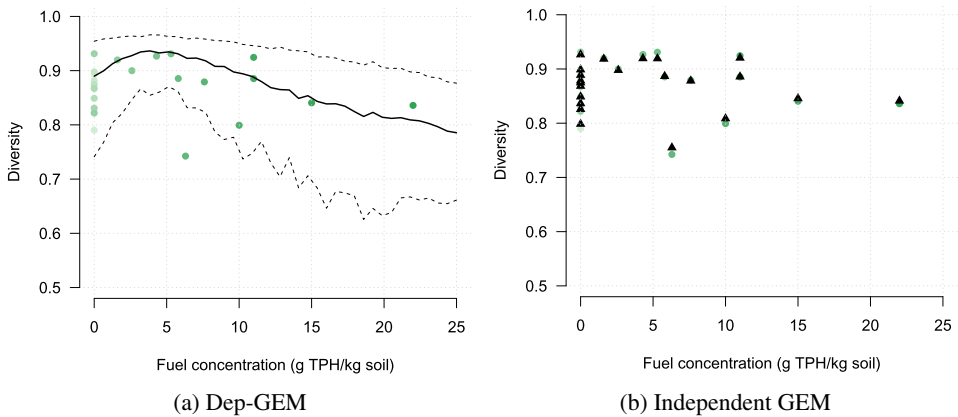 1.0
0.9
0.8
0.7
0.6
0.5
Diversity
0 5 10 15 20 25
Fuel concentration (g TPH/kg soil)
(a) Dep-GEM
1.0
0.9
0.8
0.7
0.6
0.5
Diversity
0 5 10 15 20 25
Fuel concentration (g TPH/kg soil)
(b) Independent GEM